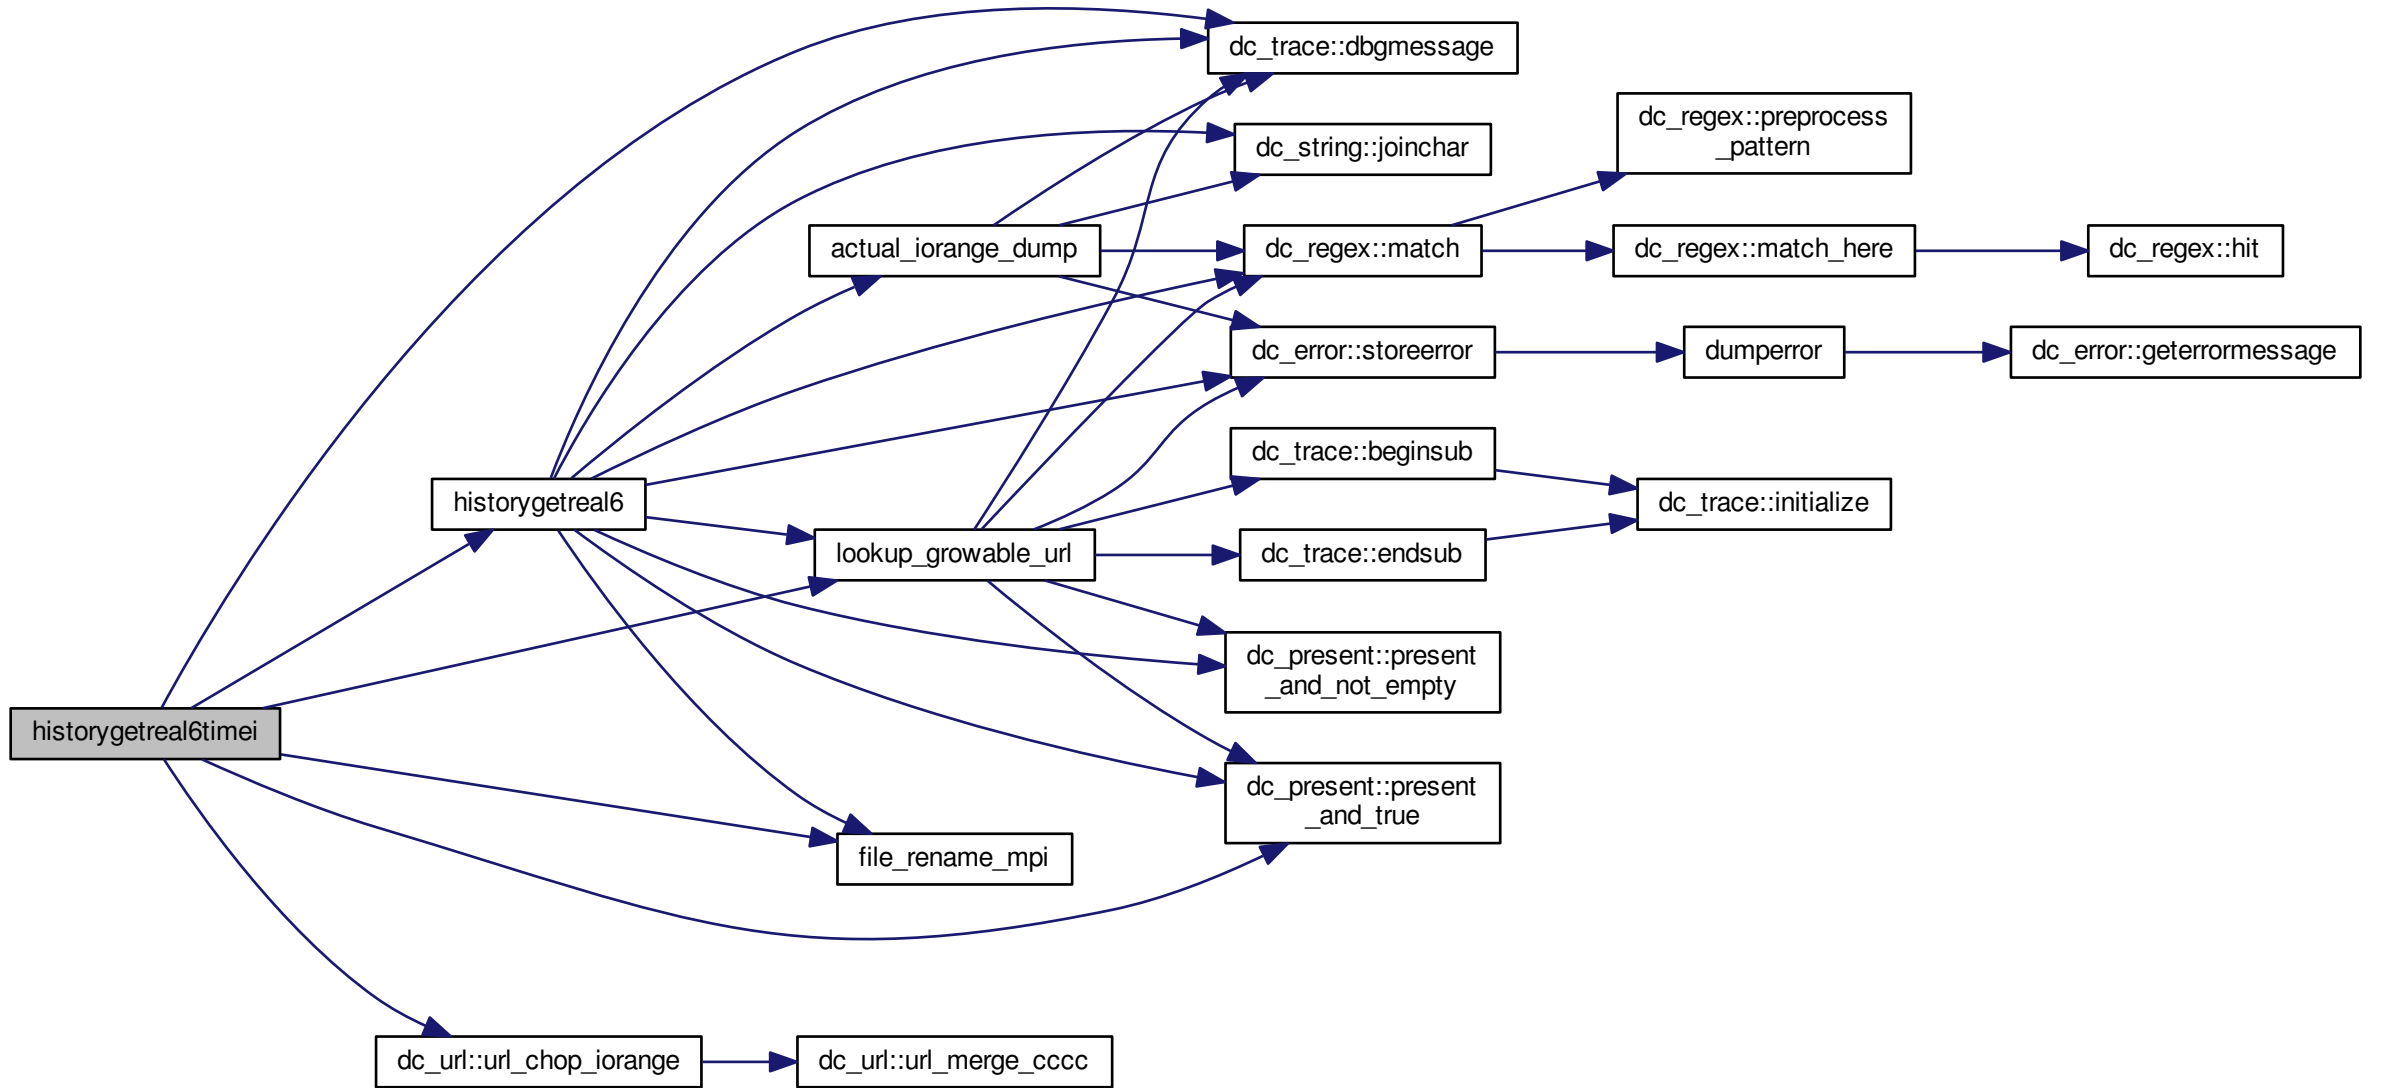 dc_trace::dbgmessage
dc_string::joinchar
dc_regex::preprocess
_pattern
actual_iorange_dump
dc_regex::match
dc_regex::match_here
dc_regex::hit
dc_error::storeerror
dumperror
dc_error::geterrormessage
dc_trace::beginsub
historygetreal6
dc_trace::initialize
lookup_growable_url
dc_trace::endsub
dc_present::present
_and_not_empty
historygetreal6timei
dc_present::present
_and_true
file_rename_mpi
dc_url::url_chop_iorange
dc_url::url_merge_cccc